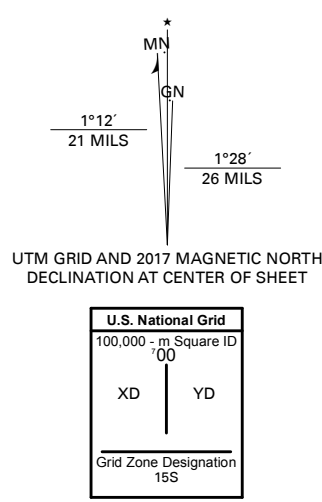 ★
MN
GN
1°12´
21 MILS
1°28´
26 MILS
UTM GRID AND 2017 MAGNETIC NORTH
DECLINATION AT CENTER OF SHEET
U.S. National Grid
100,000 - m Square ID
⁷00
XD YD
Grid Zone Designation
15S